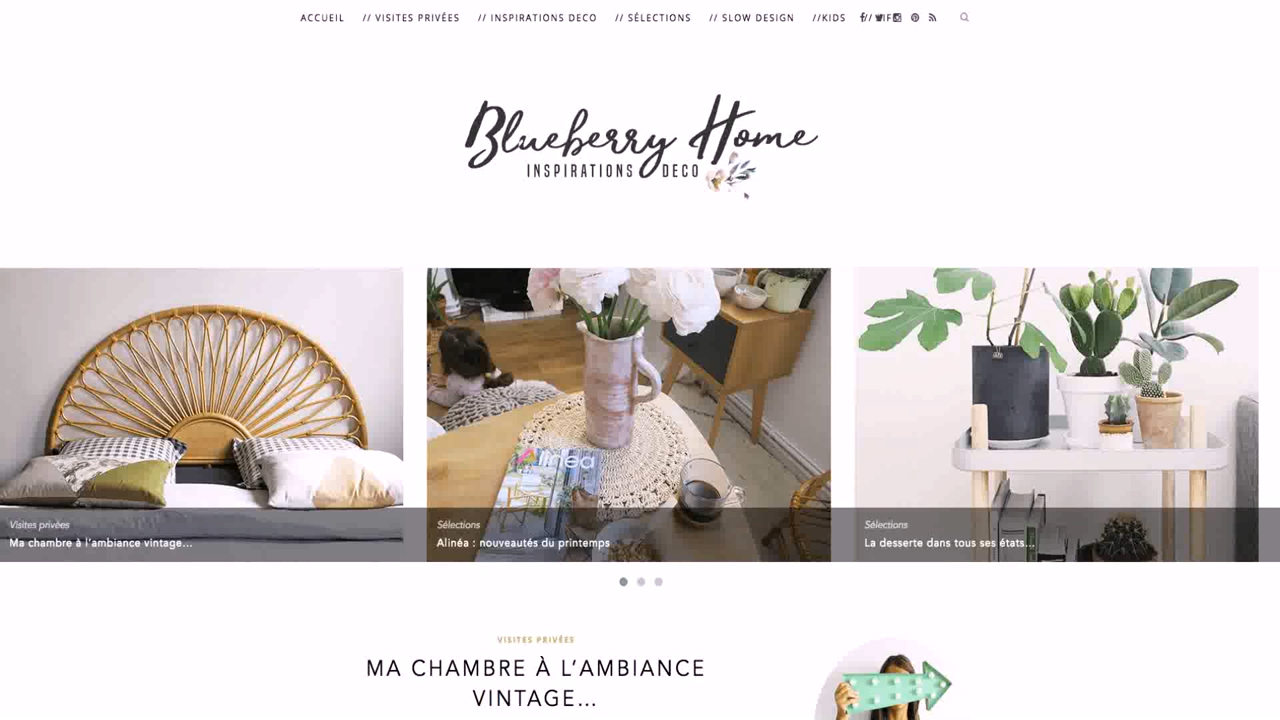 ACCUEIL // VISITES PRIVÉES // INSPIRATIONS DECO // SÉLECTIONS // SLOW DESIGN //KIDS
Blueberry Home
INSPIRATIONS DECO
Visites privées
Ma chambre à l'ambiance vintage...
Sélections
Alinéa : nouveautés du printemps
Sélections
La desserte dans tous ses états...
VISITES PRIVÉES
MA CHAMBRE À L'AMBIANCE
VINTAGE...